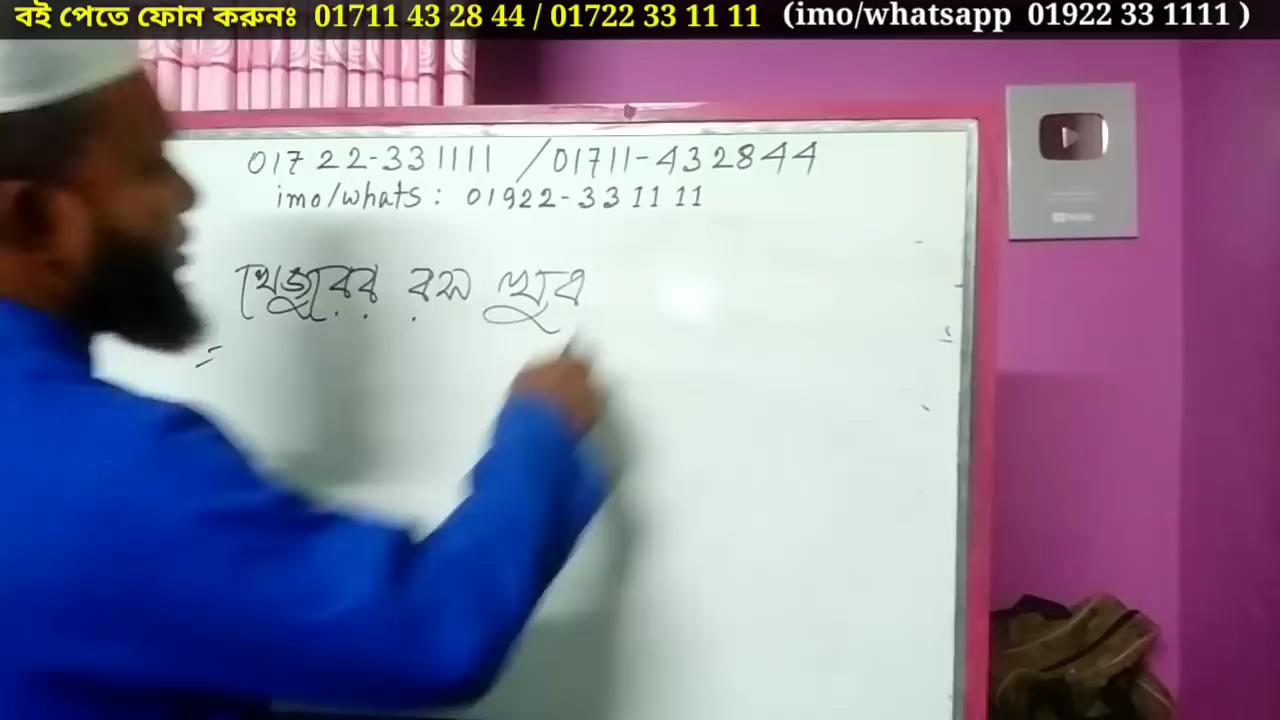 বই পেতে ফোন করুনঃ 01711 43 28 44 / 01722 33 11 11 (imo/whatsapp 01922 33 1111 )
01722-331111 /01711-432844
imo/whats: 01922-331111
খেজুরের রস খুব
=